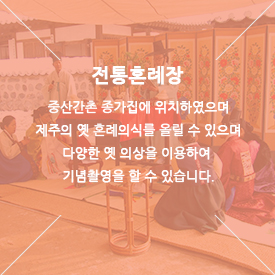 전통혼례장
중산간촌 종가집에 위치하였으며
제주의 옛 혼례의식를 올릴 수 있으며
다양한 옛 의상을 이용하여
기념촬영을 할 수 있습니다.